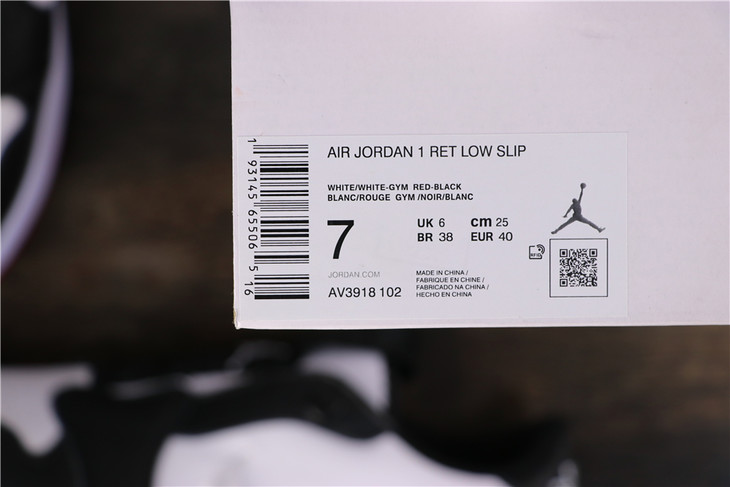 AIR JORDAN 1 RET LOW SLIP
WHITE/WHITE-GYM RED-BLACK
BLANC/ROUGE GYM /NOIR/BLANC
7
UK 6 cm 25
BR 38 EUR 40
RFID
JORDAN.COM
AV3918 102
MADE IN CHINA /
FABRIQUE EN CHINE /
FABRICADO NA CHINA /
HECHO EN CHINA
1 93145 65506 5 16